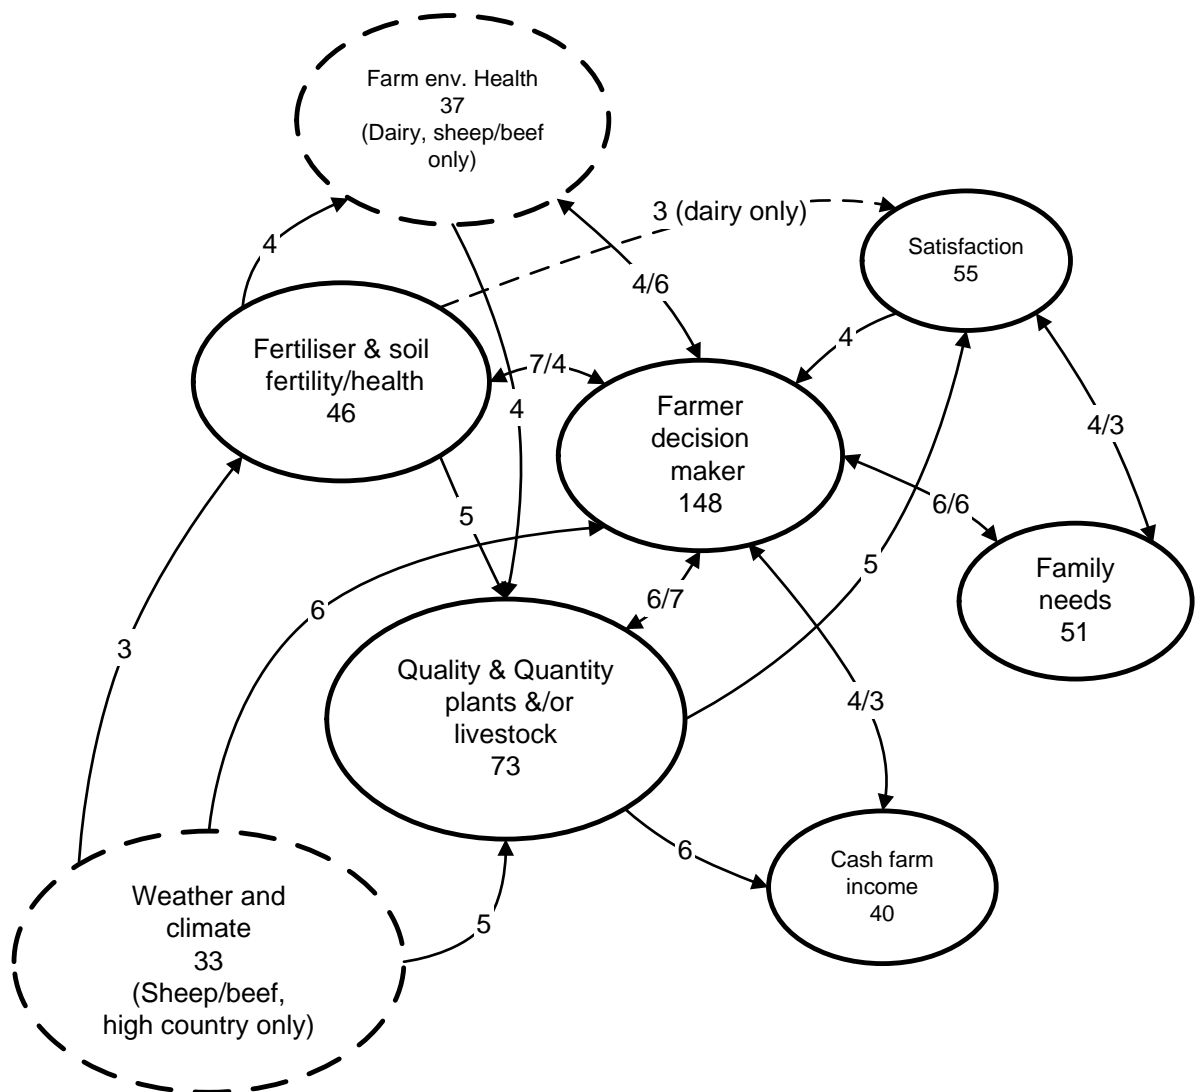 Farm env. Health
37
(Dairy, sheep/beef
only)
3 (dairy only)
Satisfaction
55
4
4/6
Fertiliser & soil
fertility/health
46
7/4
4
4
Farmer
decision
maker
148
4/3
5
6/6
3
6
6/7
5
Family
needs
51
Quality & Quantity
plants &/or
livestock
73
4/3
6
Cash farm
income
40
Weather and
climate
33
(Sheep/beef,
high country only)
5